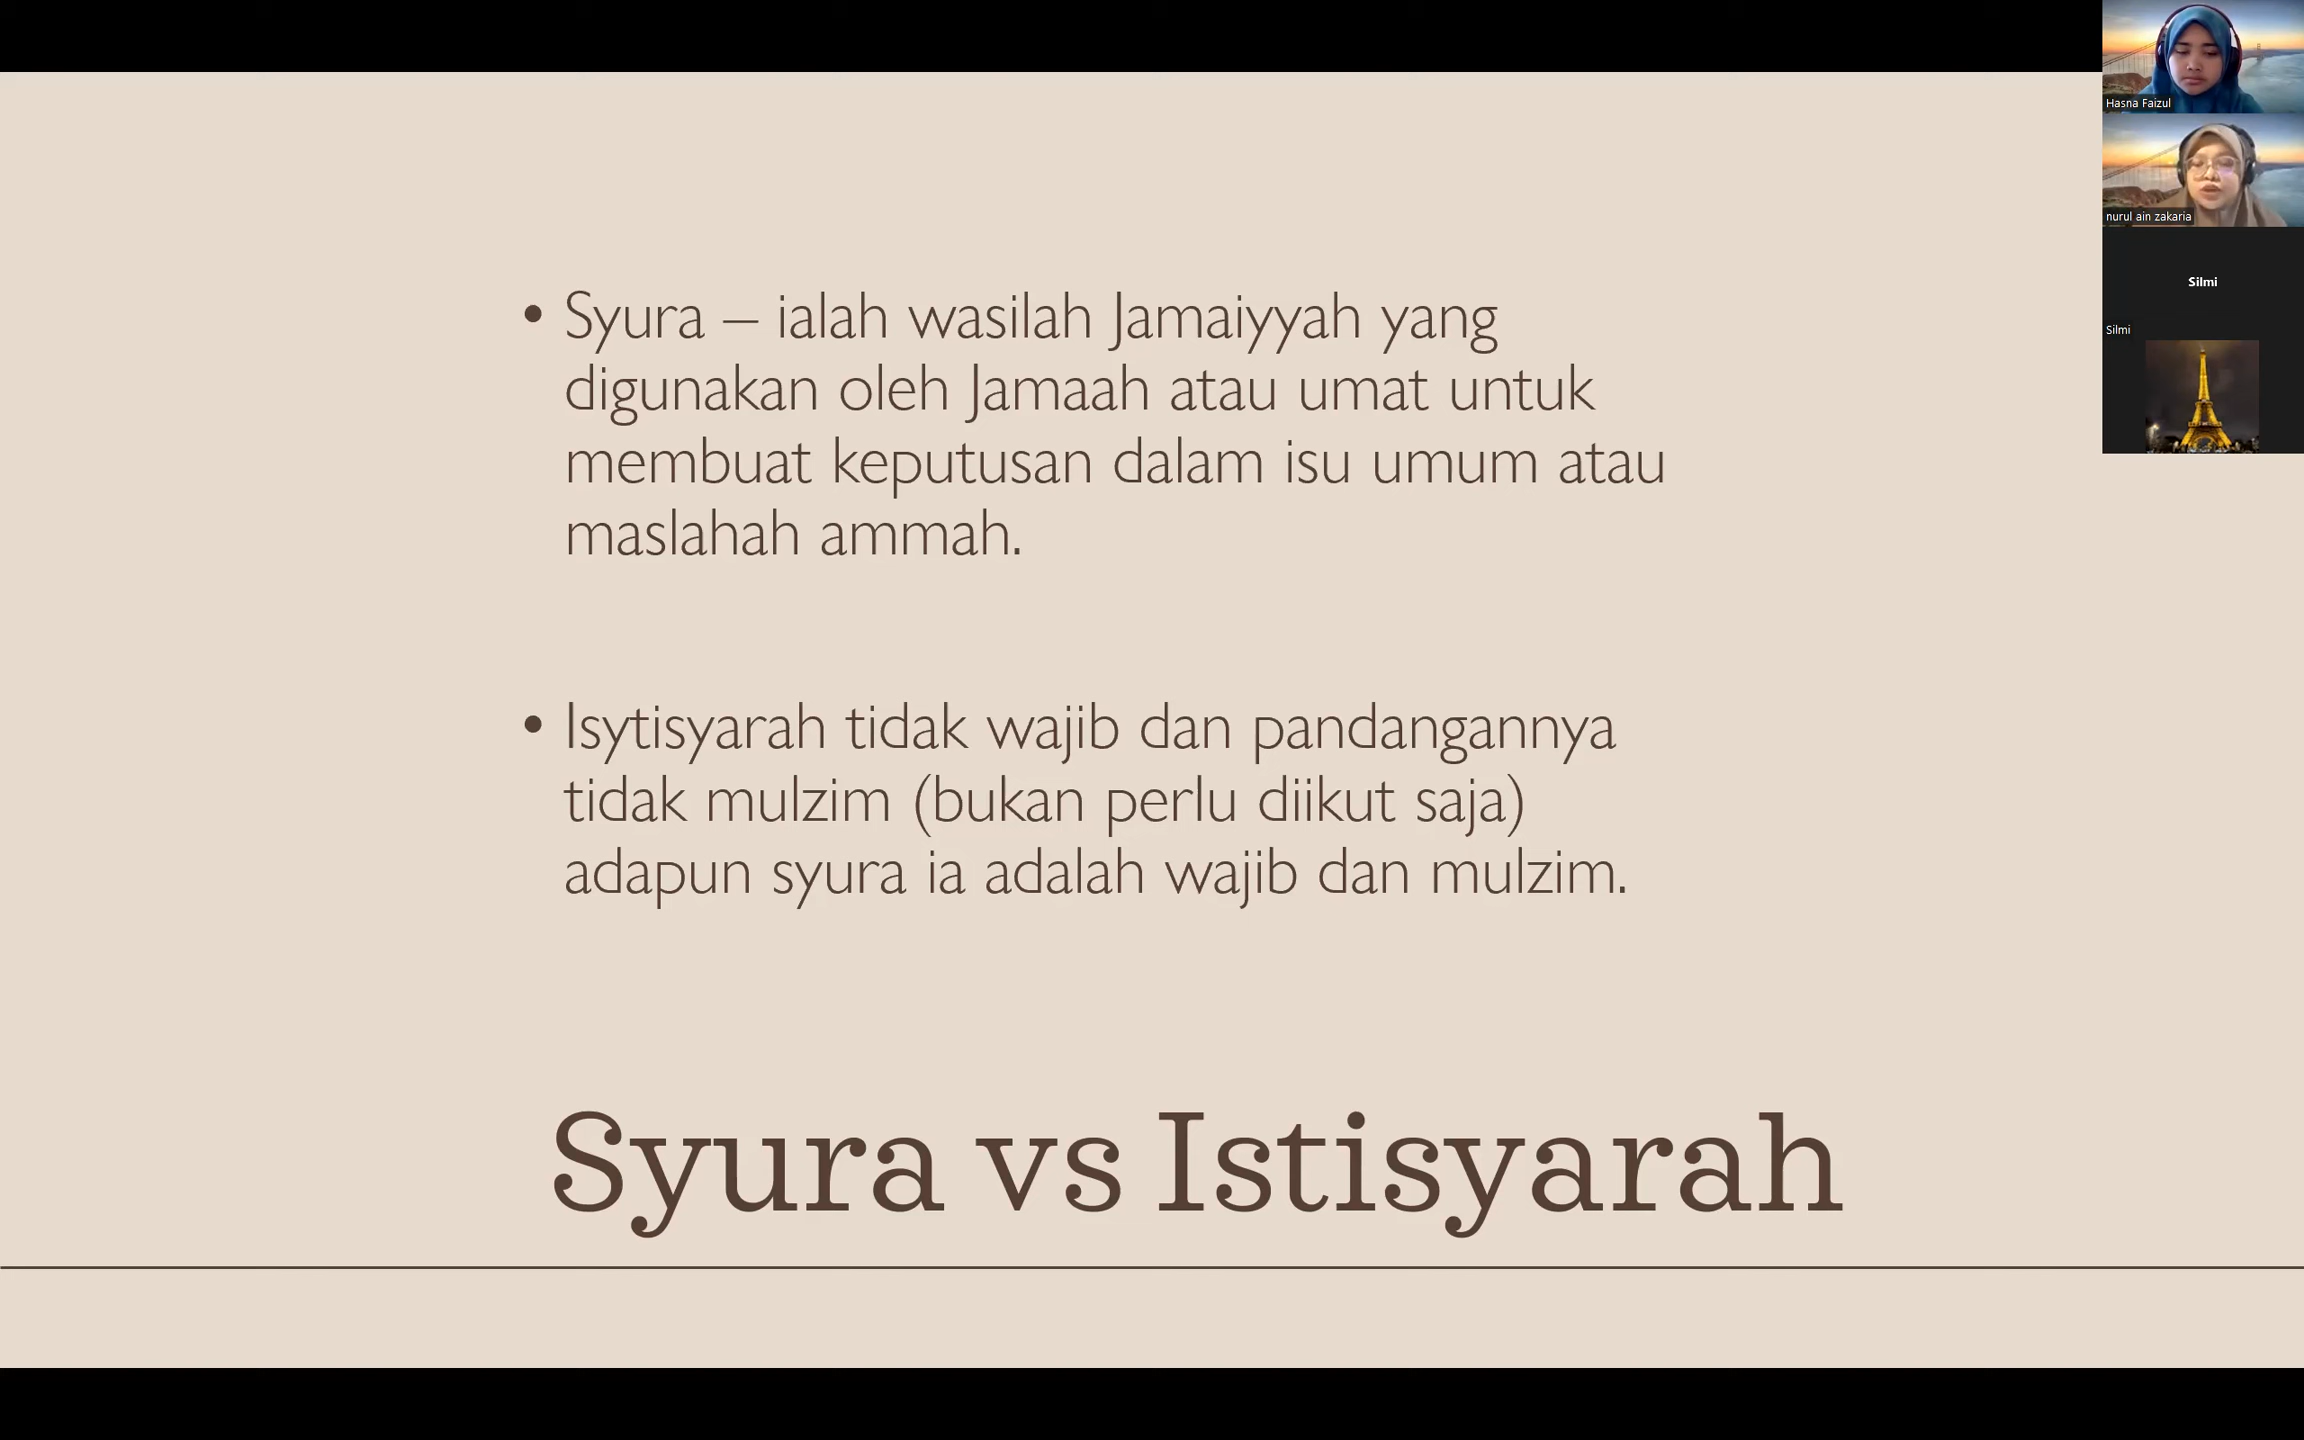 • Syura – ialah wasilah Jamaiyyah yang
digunakan oleh Jamaah atau umat untuk
membuat keputusan dalam isu umum atau
maslahah ammah.
• Isytisyarah tidak wajib dan pandangannya
tidak mulzim (bukan perlu diikut saja)
adapun syura ia adalah wajib dan mulzim.
Syura vs Istisyarah
Hasna Faizul
nurul ain zakaria
Silmi
Silmi